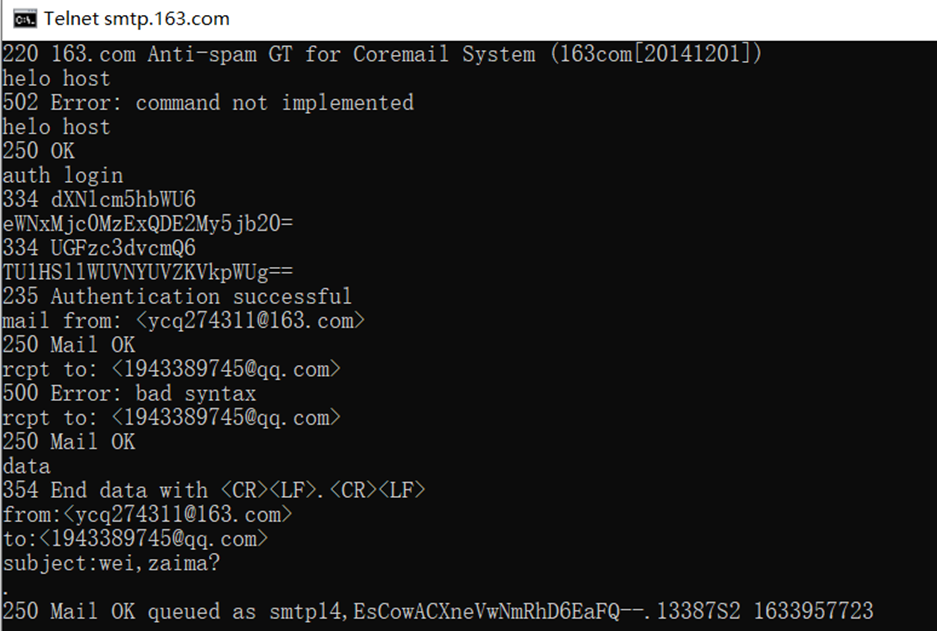 Telnet smtp.163.com
220 163.com Anti-spam GT for Coremail System (163com[20141201])
helo host
502 Error: command not implemented
helo host
250 OK
auth login
334 dXNlcm5hbWU6
eWNxMjc0MzExQDE2My5jb20=
334 UGFzc3dvcmQ6
TU1HSllWUVNYUVZKVkpWUg==
235 Authentication successful
mail from: <ycq274311@163.com>
250 Mail OK
rcpt to: <1943389745@qq.com>
500 Error: bad syntax
rcpt to: <1943389745@qq.com>
250 Mail OK
data
354 End data with <CR><LF>.<CR><LF>
from:<ycq274311@163.com>
to:<1943389745@qq.com>
subject:wei,zaima?
.
250 Mail OK queued as smtp14,EsCowACXneVwNmRhD6EaFQ--.13387S2 1633957723